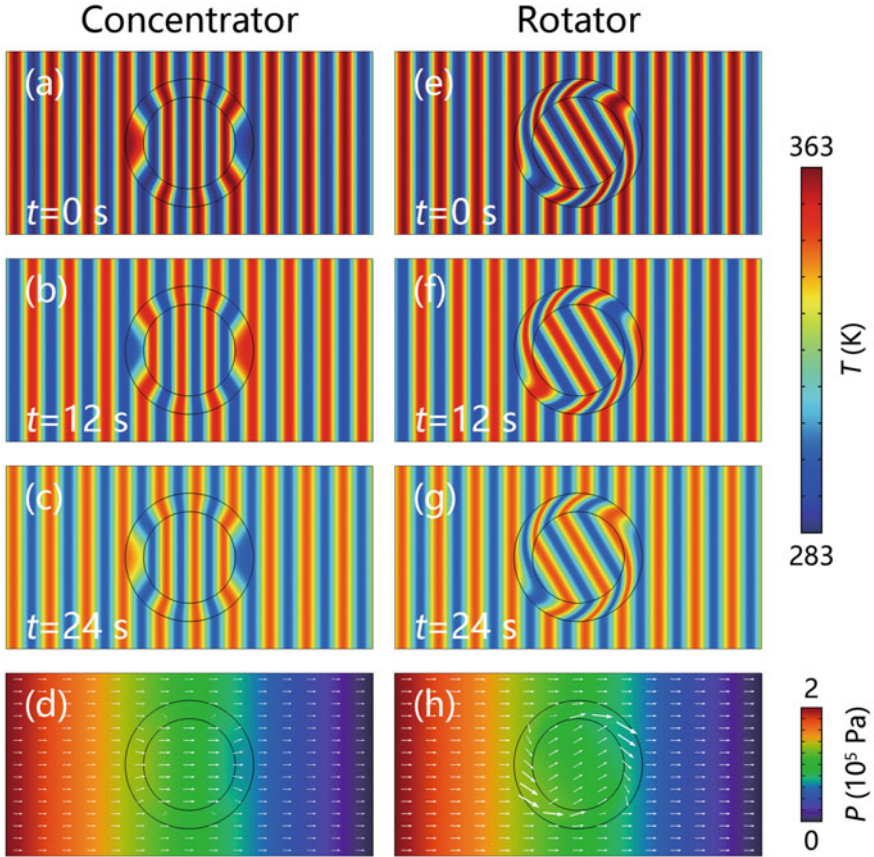 Concentrator
Rotator
(a)
t=0 s
(e)
t=0 s
(b)
t=12 s
(f)
t=12 s
(c)
t=24 s
(g)
t=24 s
(d)
(h)
363
T (K)
283
2
P (10⁵ Pa)
0